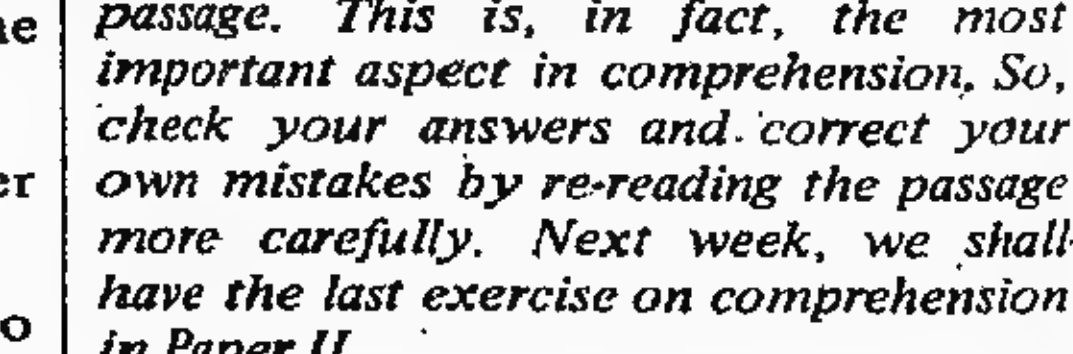 passage. This is, in fact, the most
important aspect in comprehension. So,
check your answers and correct your
own mistakes by re-reading the passage
more carefully. Next week, we shall
have the last exercise on comprehension
in Paper II